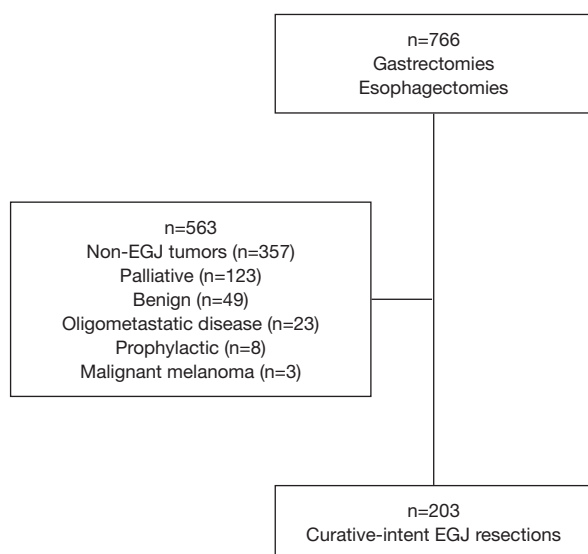 n=766
Gastrectomies
Esophagectomies
n=563
Non-EGJ tumors (n=357)
Palliative (n=123)
Benign (n=49)
Oligometastatic disease (n=23)
Prophylactic (n=8)
Malignant melanoma (n=3)
n=203
Curative-intent EGJ resections